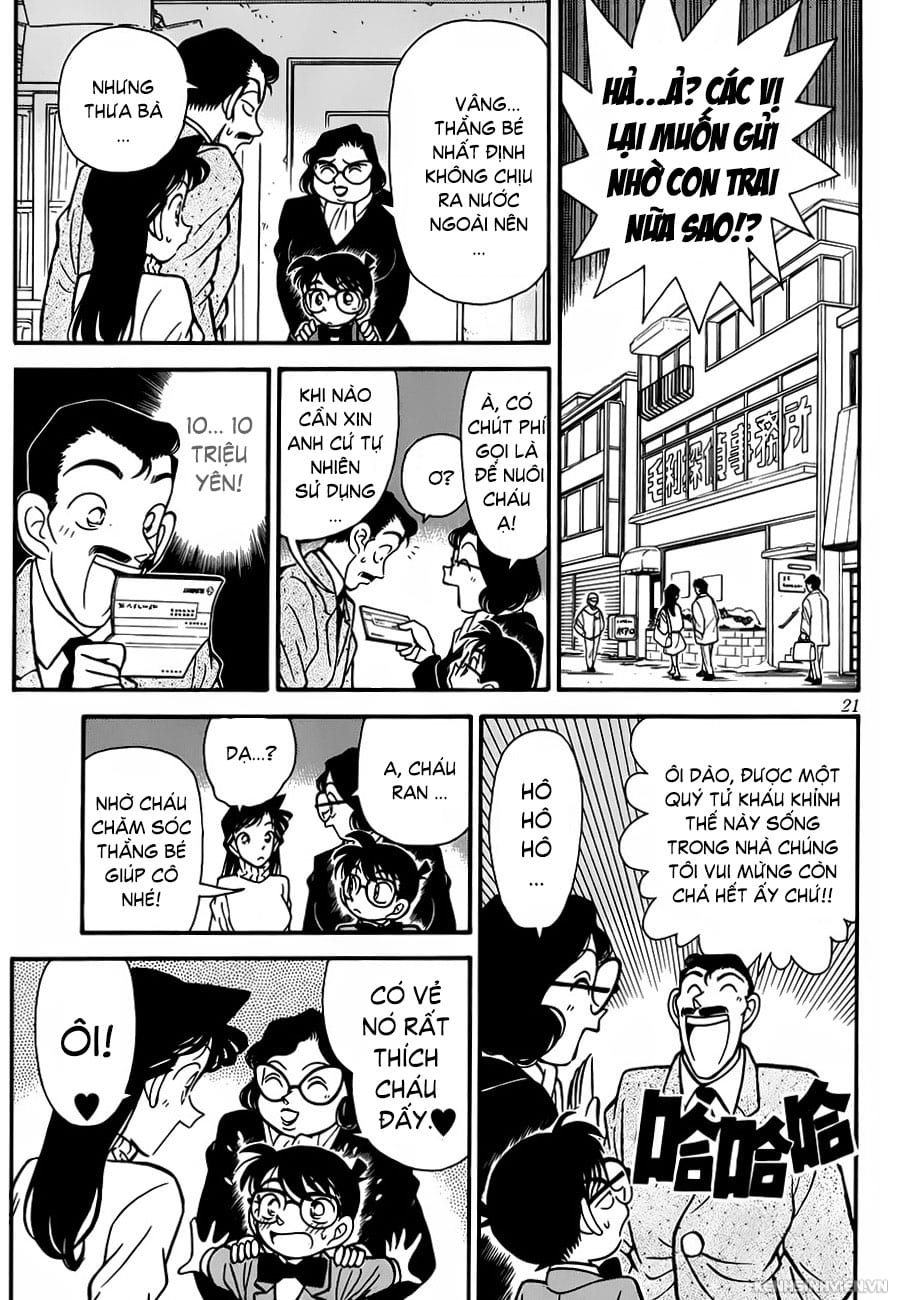 HẢ...Ả? CÁC VỊ
LẠI MUỐN GỬI
NHỜ CON TRAI
NỮA SAO!?
毛利探偵事務所
VÂNG...
THẰNG BÉ
NHẤT ĐỊNH
KHÔNG CHỊU
RA NƯỚC
NGOÀI NÊN
...
NHƯNG
THƯA BÀ
...
À, CÓ
CHÚT PHÍ
GỌI LÀ
ĐỂ NUÔI
CHÁU
Ạ!
Ơ?
KHI NÀO
CẦN XIN
ANH CỨ TỰ
NHIÊN
SỬ DỤNG
...
10... 10
TRIỆU
YÊN!
21
ÔI DÀO, ĐƯỢC MỘT
QUÝ TỬ KHÁU KHỈNH
THẾ NÀY SỐNG
TRONG NHÀ CHÚNG
TÔI VUI MỪNG CÒN
CHẢ HẾT ẤY CHỨ!!
HÔ
HÔ
HÔ
...
哈哈哈
A, CHÁU
RAN ...
DẠ...?
NHỜ CHÁU
CHĂM SÓC
THẰNG BÉ
GIÚP CÔ
NHÉ!
CÓ VẺ
NÓ RẤT
THÍCH
CHÁU
ĐẤY.♥
ÔI!
♥
KENHSINHVIEN.VN